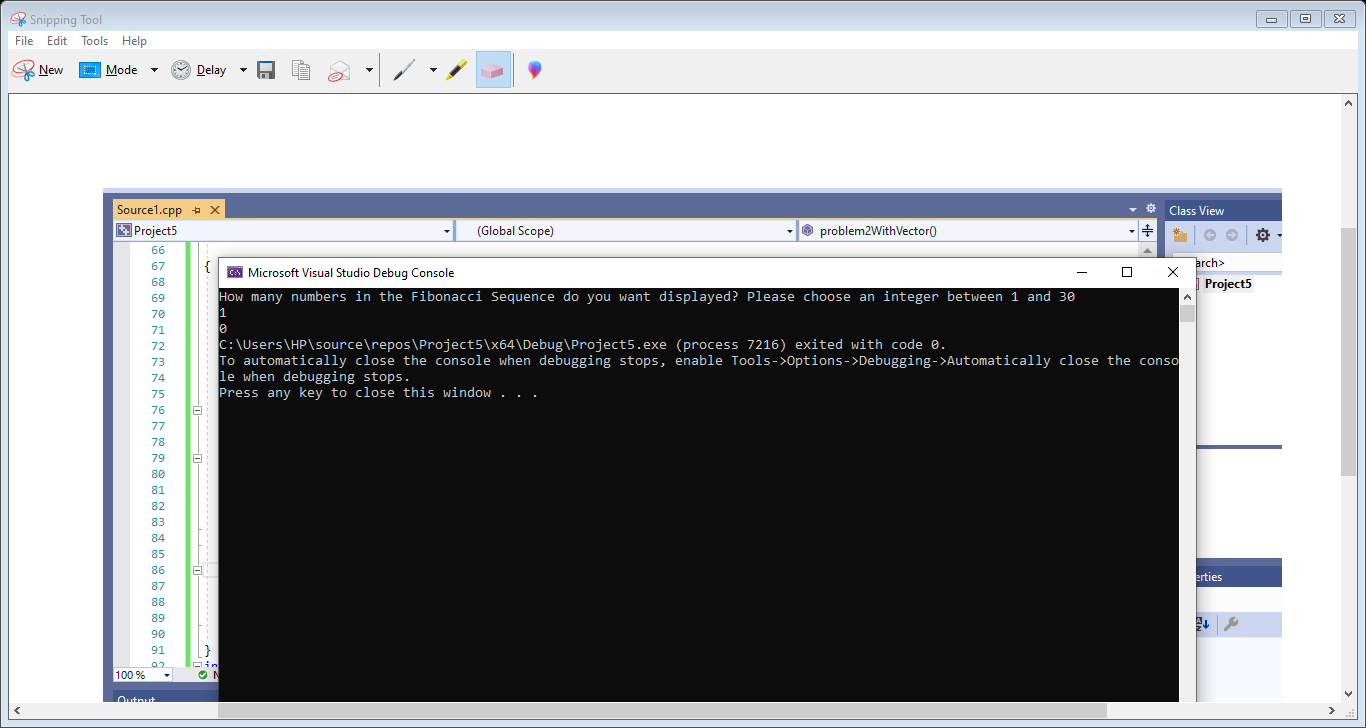 Snipping Tool
File Edit Tools Help
New Mode Delay
Source1.cpp
Class View
Project5 (Global Scope) problem2WithVector()
66
67 {
arch>
Microsoft Visual Studio Debug Console
68
Project5
How many numbers in the Fibonacci Sequence do you want displayed? Please choose an integer between 1 and 30
69
1
70
0
71
C:\Users\HP\source\repos\Project5\x64\Debug\Project5.exe (process 7216) exited with code 0.
72
To automatically close the console when debugging stops, enable Tools->Options->Debugging->Automatically close the conso
73
le when debugging stops.
74
Press any key to close this window . . .
75
76
77
78
79
80
81
82
83
84
85
86
erties
87
88
89
90
91 }
92 in
100 %
Output